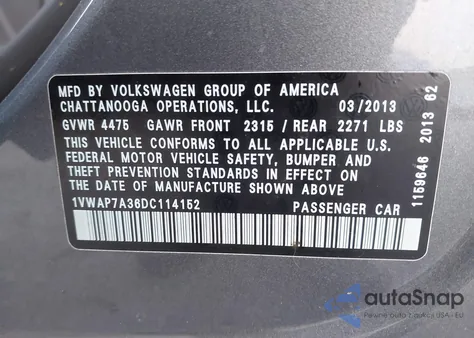 MFD BY VOLKSWAGEN GROUP OF AMERICA
CHATTANOOGA OPERATIONS, LLC. 03/2013
GVWR 4475 GAWR FRONT 2315 / REAR 2271 LBS
THIS VEHICLE CONFORMS TO ALL APPLICABLE U.S.
FEDERAL MOTOR VEHICLE SAFETY, BUMPER AND
THEFT PREVENTION STANDARDS IN EFFECT ON THE
DATE OF MANUFACTURE SHOWN ABOVE
1VWAP7A36DC114152 PASSENGER CAR
1159646 2013 62
autoSnap